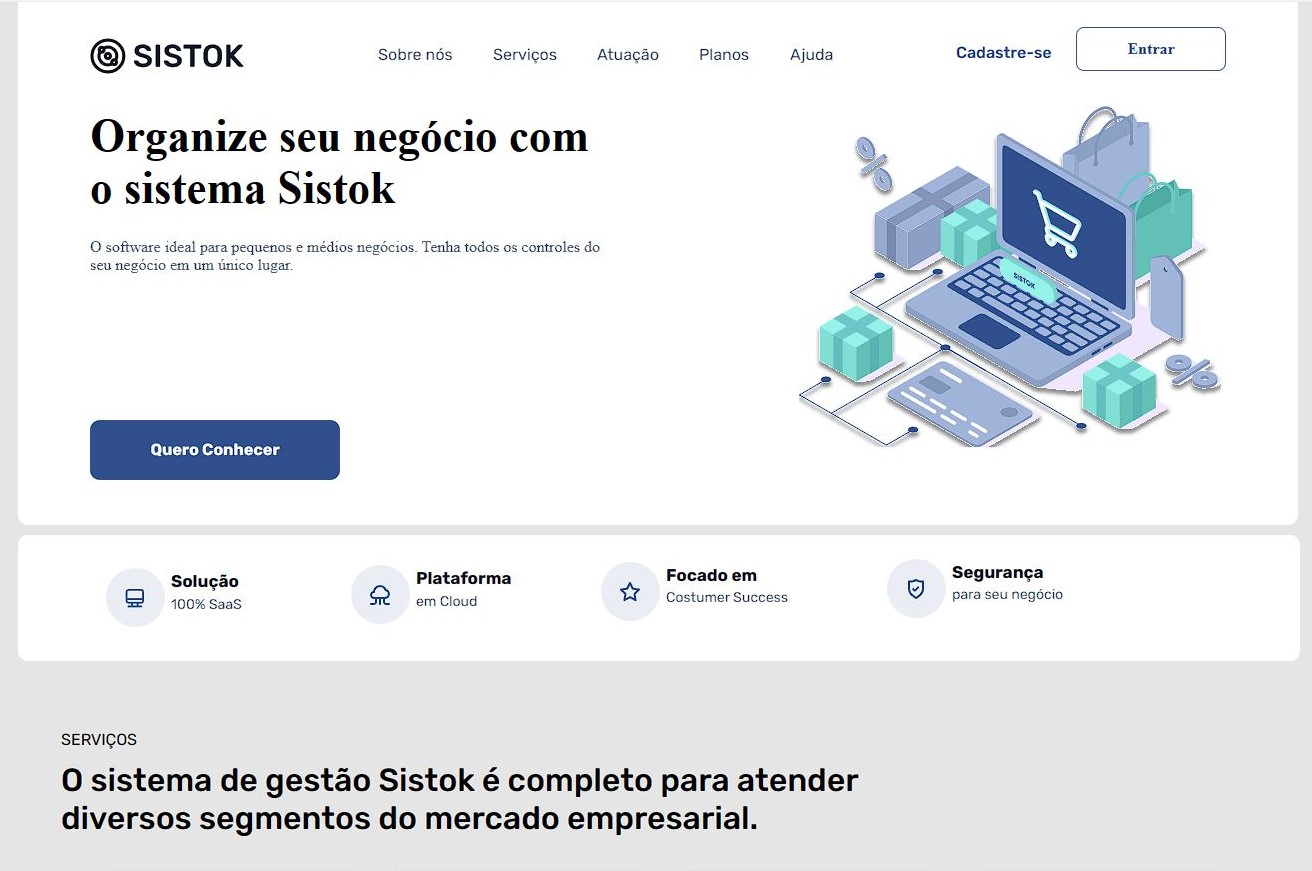 SISTOK
Sobre nós
Serviços
Atuação
Planos
Ajuda
Cadastre-se
Entrar
Organize seu negócio com
o sistema Sistok
O software ideal para pequenos e médios negócios. Tenha todos os controles do
seu negócio em um único lugar.
SISTOK
Quero Conhecer
Solução
100% SaaS
Plataforma
em Cloud
Focado em
Costumer Success
Segurança
para seu negócio
SERVIÇOS
O sistema de gestão Sistok é completo para atender
diversos segmentos do mercado empresarial.